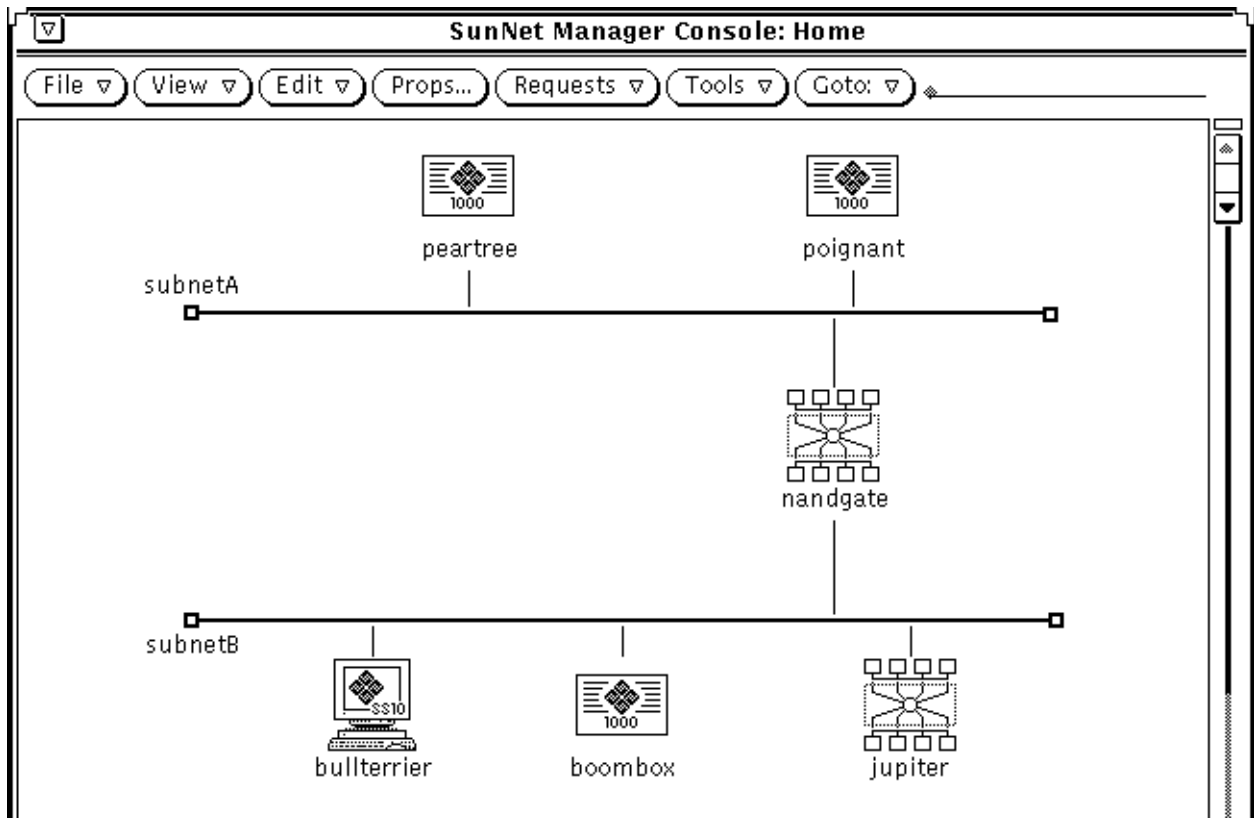 SunNet Manager Console: Home
File View Edit Props... Requests Tools Goto:
1000 1000
peartree poignant
subnetA
nandgate
subnetB
SS10 1000
bullterrier boombox jupiter